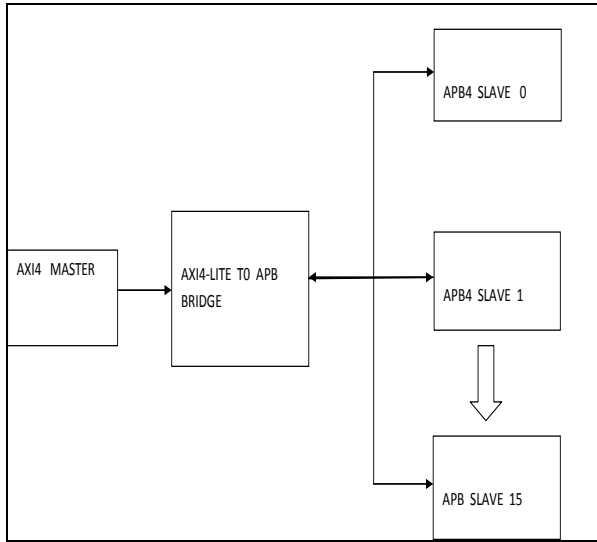 APB4 SLAVE 0
AXI4 MASTER
AXI4-LITE T0 APB
BRIDGE
APB4 SLAVE 1
APB SLAVE 15